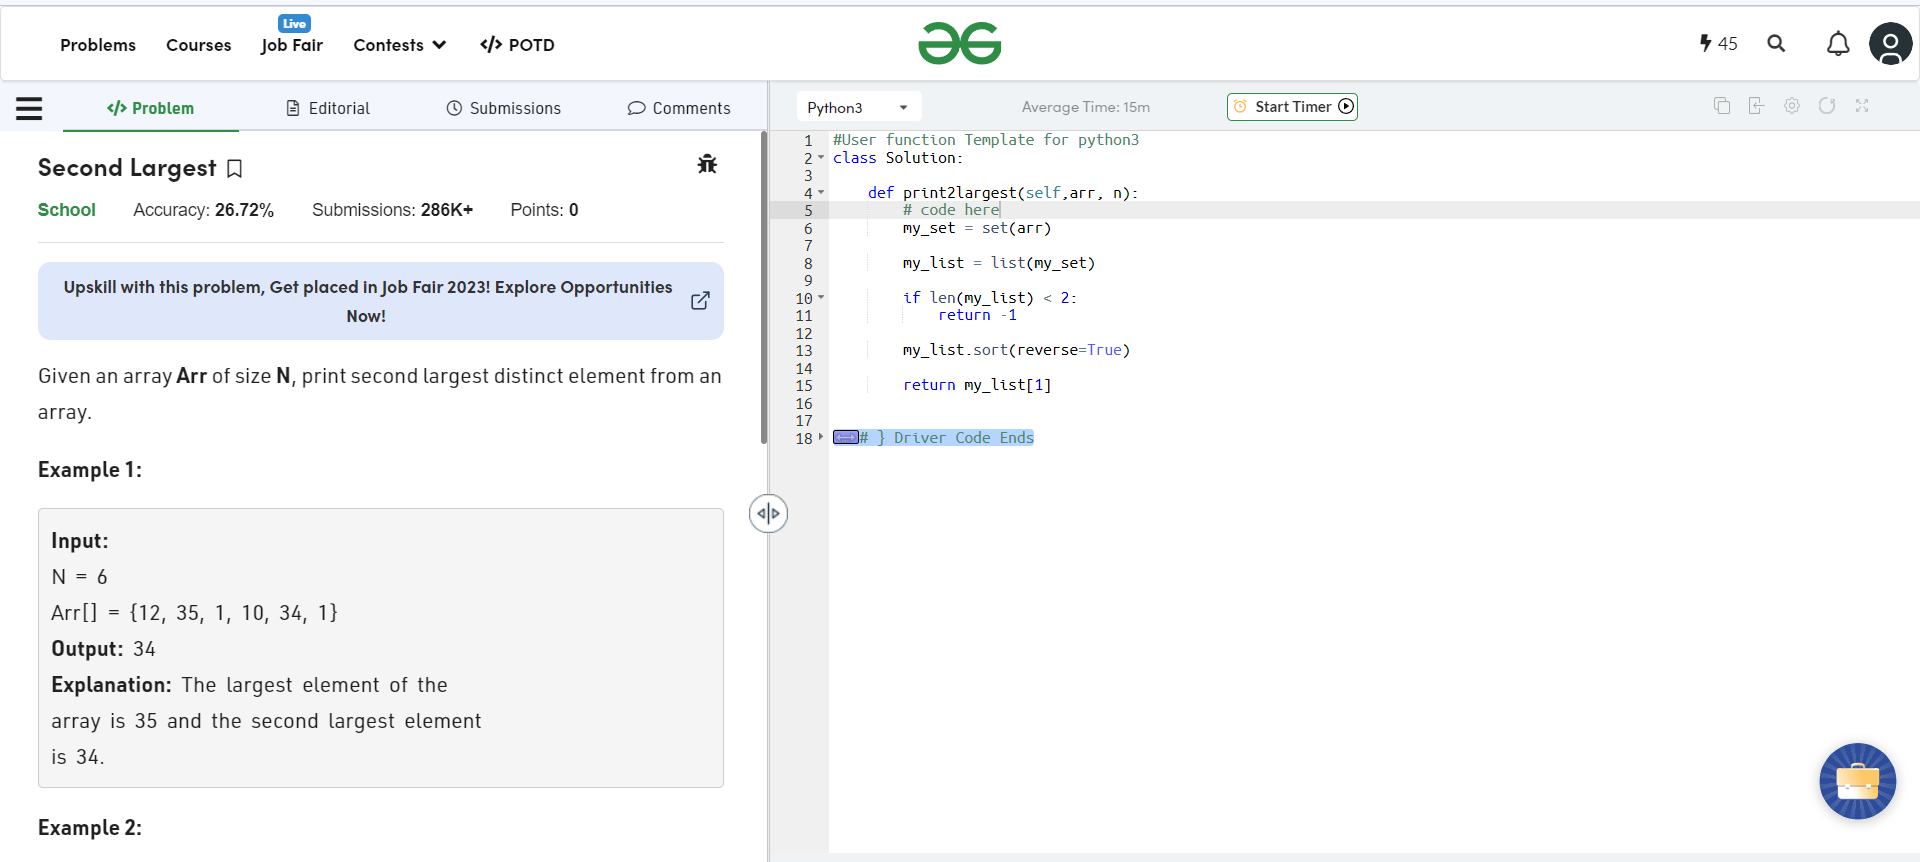 Problems Courses Live Job Fair Contests </> POTD 45
</> Problem Editorial Submissions Comments
Second Largest
School Accuracy: 26.72% Submissions: 286K+ Points: 0
Upskill with this problem, Get placed in Job Fair 2023! Explore Opportunities
Now!
Given an array Arr of size N, print second largest distinct element from an
array.
Example 1:
Input:
N = 6
Arr[] = {12, 35, 1, 10, 34, 1}
Output: 34
Explanation: The largest element of the
array is 35 and the second largest element
is 34.
Example 2:
Python3 Average Time: 15m Start Timer
1 #User function Template for python3
2 class Solution:
3
4 def print2largest(self,arr, n):
5 # code here
6 my_set = set(arr)
7
8 my_list = list(my_set)
9
10 if len(my_list) < 2:
11 return -1
12
13 my_list.sort(reverse=True)
14
15 return my_list[1]
16
17
18 # } Driver Code Ends